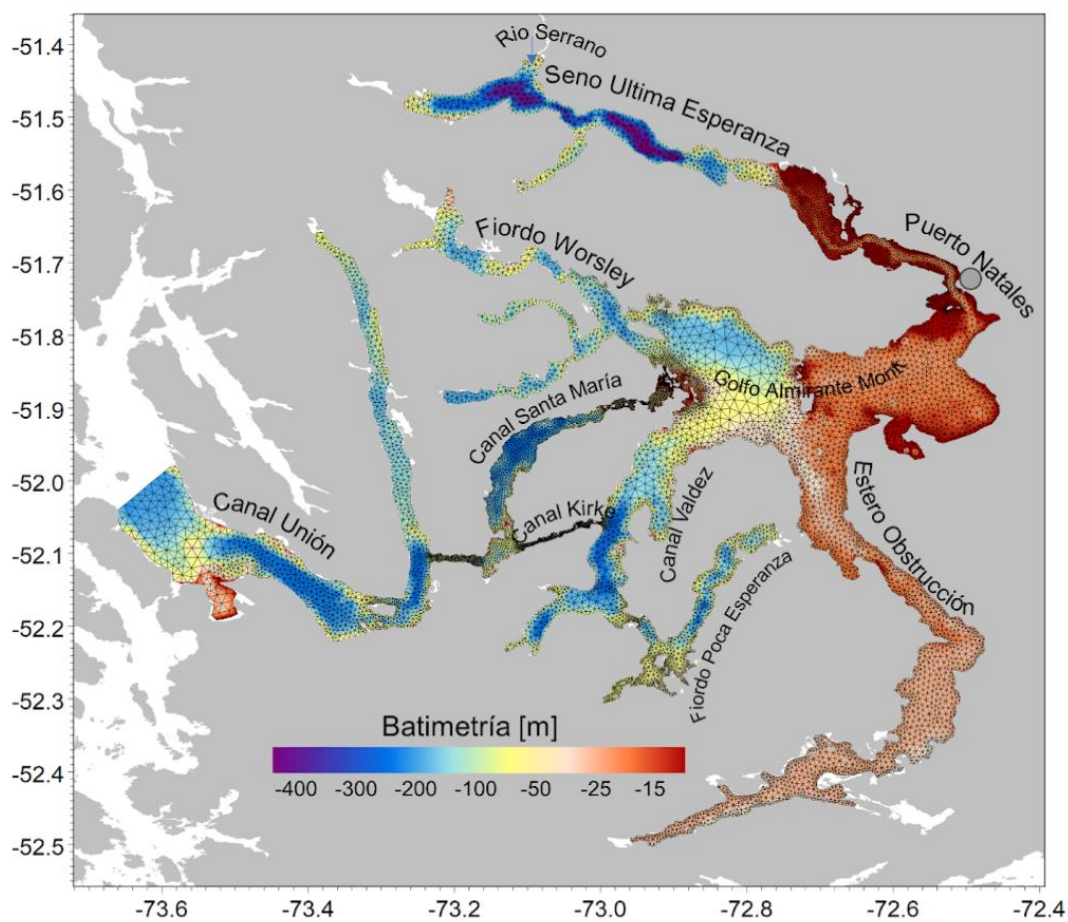 -51.4
-51.5
-51.6
-51.7
-51.8
-51.9
-52.0
-52.1
-52.2
-52.3
-52.4
-52.5
Rio Serrano
Seno Ultima Esperanza
Puerto Natales
Fiordo Worsley
Golfo Almirante Montt
Canal Santa María
Canal Kirke
Canal Valdez
Canal Unión
Estero Obstrucción
Fiordo Poca Esperanza
Batimetría [m]
-400 -300 -200 -100 -50 -25 -15
-73.6 -73.4 -73.2 -73.0 -72.8 -72.6 -72.4